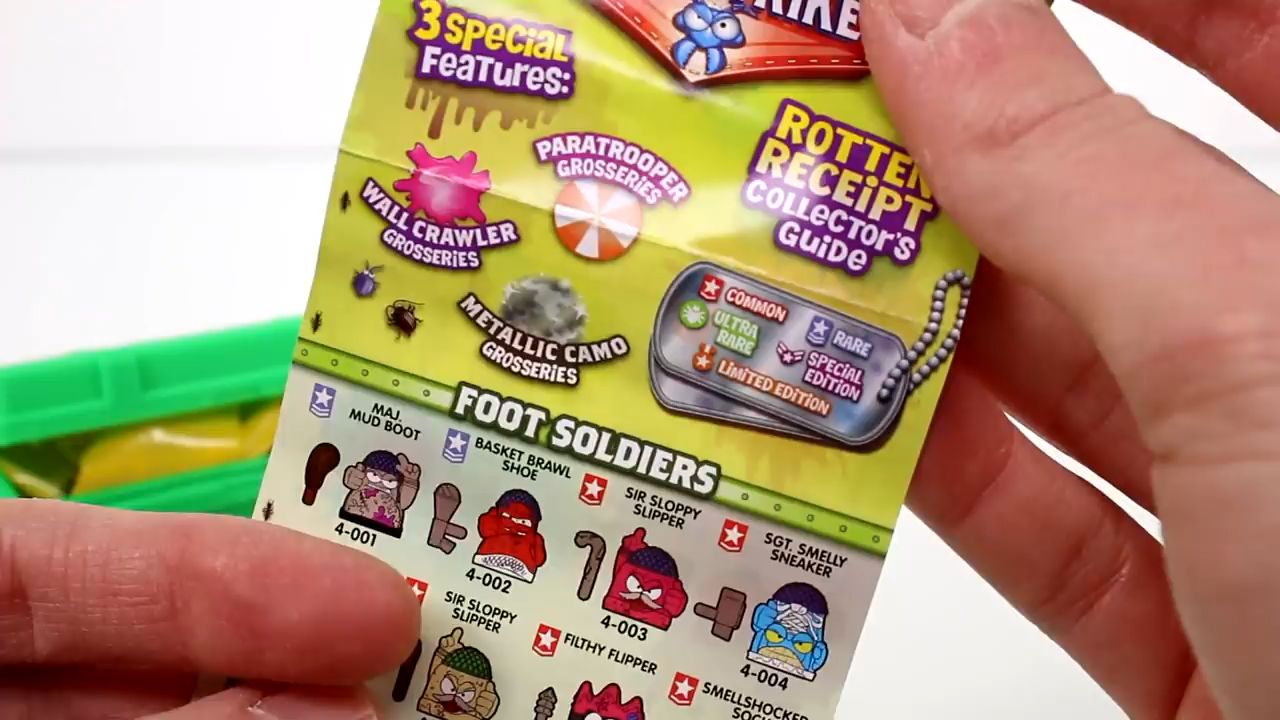 3 SPECIAL
FEATURES:
WALL CRAWLER
GROSSERIES
PARATROOPER
GROSSERIES
METALLIC CAMO
GROSSERIES
ROTTEN
RECEIPT
COLLECTOR'S
GUIDE
COMMON
RARE
ULTRA
RARE
SPECIAL
EDITION
LIMITED EDITION
FOOT SOLDIERS
MAJ.
MUD BOOT
4-001
BASKET BRAWL
SHOE
4-002
SIR SLOPPY
SLIPPER
4-003
SGT. SMELLY
SNEAKER
4-004
SIR SLOPPY
SLIPPER
FILTHY FLIPPER
SMELLSHOCKED